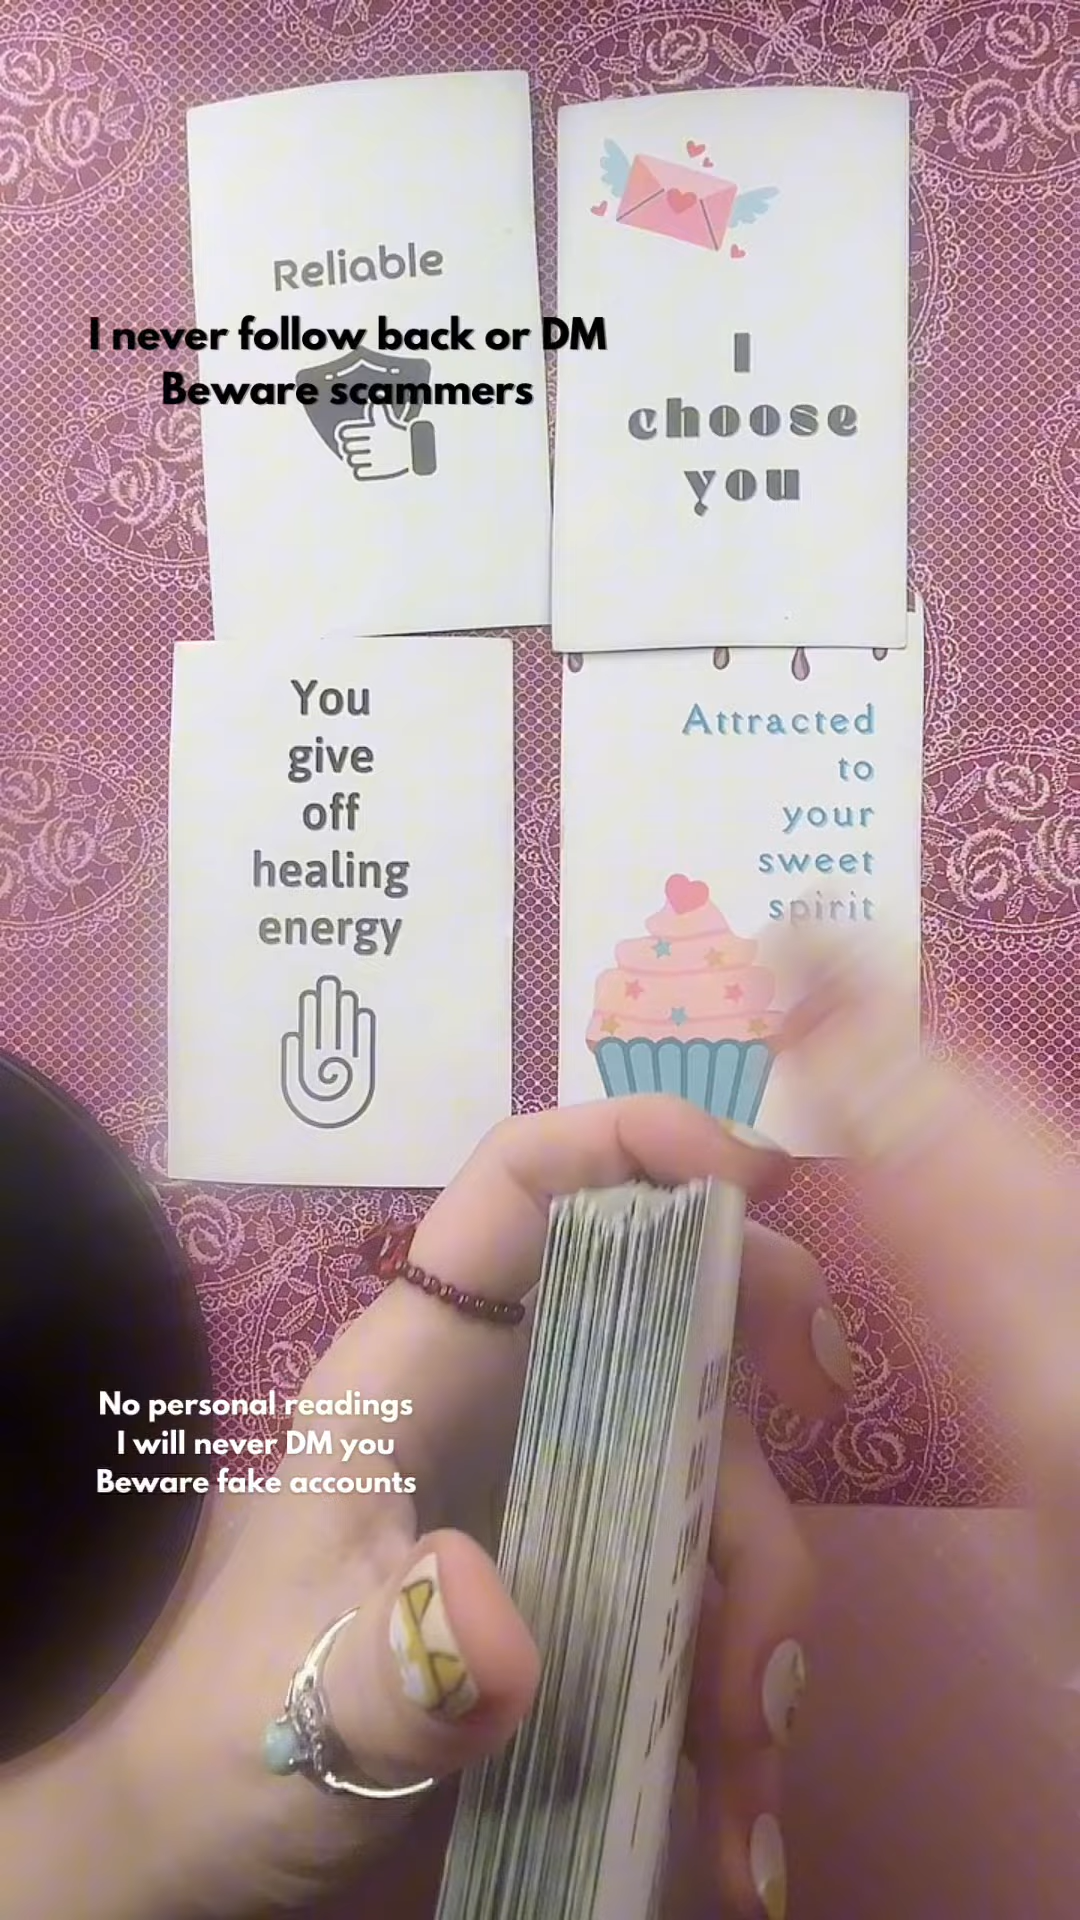 Reliable
I never follow back or DM
Beware scammers
I
choose
you
You
give
off
healing
energy
Attracted
to
your
sweet
spirit
No personal readings
I will never DM you
Beware fake accounts